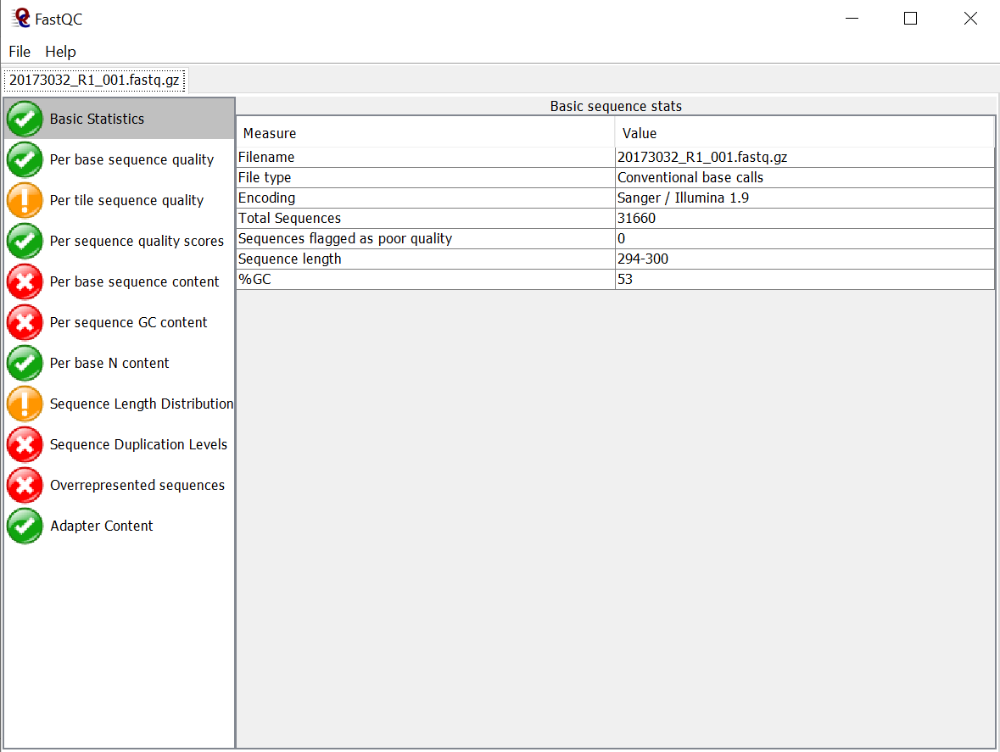 FastQC
File Help
20173032_R1_001.fastq.gz
Basic Statistics
Per base sequence quality
Per tile sequence quality
Per sequence quality scores
Per base sequence content
Per sequence GC content
Per base N content
Sequence Length Distribution
Sequence Duplication Levels
Overrepresented sequences
Adapter Content
Basic sequence stats
Measure Value
Filename 20173032_R1_001.fastq.gz
File type Conventional base calls
Encoding Sanger / Illumina 1.9
Total Sequences 31660
Sequences flagged as poor quality 0
Sequence length 294-300
%GC 53